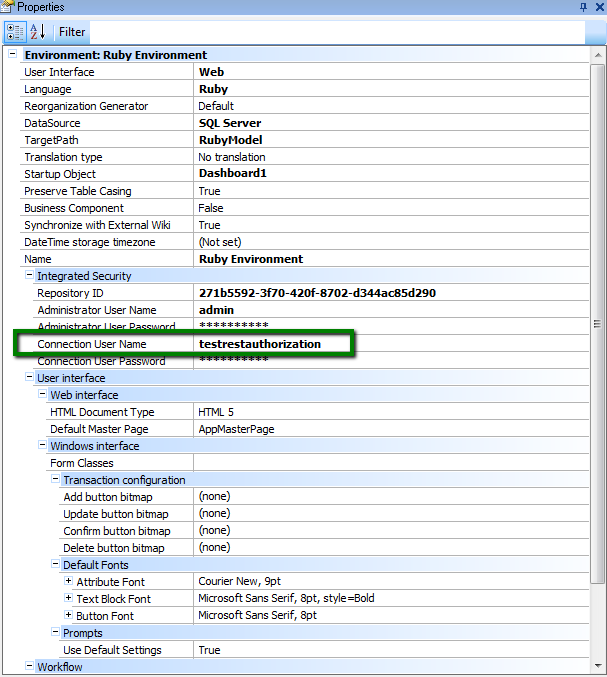 Properties
Filter
Environment: Ruby Environment
User Interface Web
Language Ruby
Reorganization Generator Default
DataSource SQL Server
TargetPath RubyModel
Translation type No translation
Startup Object Dashboard1
Preserve Table Casing True
Business Component False
Synchronize with External Wiki True
DateTime storage timezone (Not set)
Name Ruby Environment
Integrated Security
Repository ID 271b5592-3f70-420f-8702-d344ac85d290
Administrator User Name admin
Administrator User Password **********
Connection User Name testrestauthorization
Connection User Password **********
User interface
Web interface
HTML Document Type HTML 5
Default Master Page AppMasterPage
Windows interface
Form Classes
Transaction configuration
Add button bitmap (none)
Update button bitmap (none)
Confirm button bitmap (none)
Delete button bitmap (none)
Default Fonts
Attribute Font Courier New, 9pt
Text Block Font Microsoft Sans Serif, 8pt, style=Bold
Button Font Microsoft Sans Serif, 8pt
Prompts
Use Default Settings True
Workflow